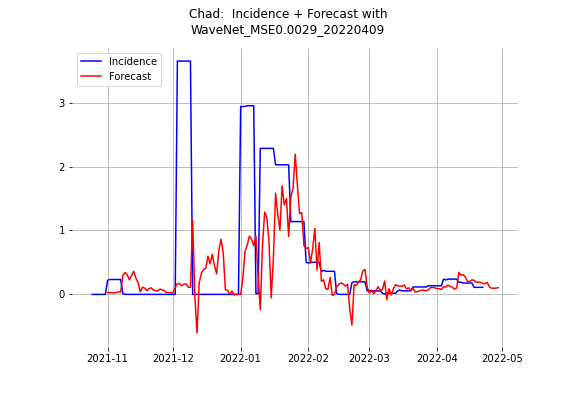 Chad:  Incidence + Forecast with
WaveNet_MSE0.0029_20220409
Incidence
Forecast
3
2
1
0
2021-11
2021-12
2022-01
2022-02
2022-03
2022-04
2022-05